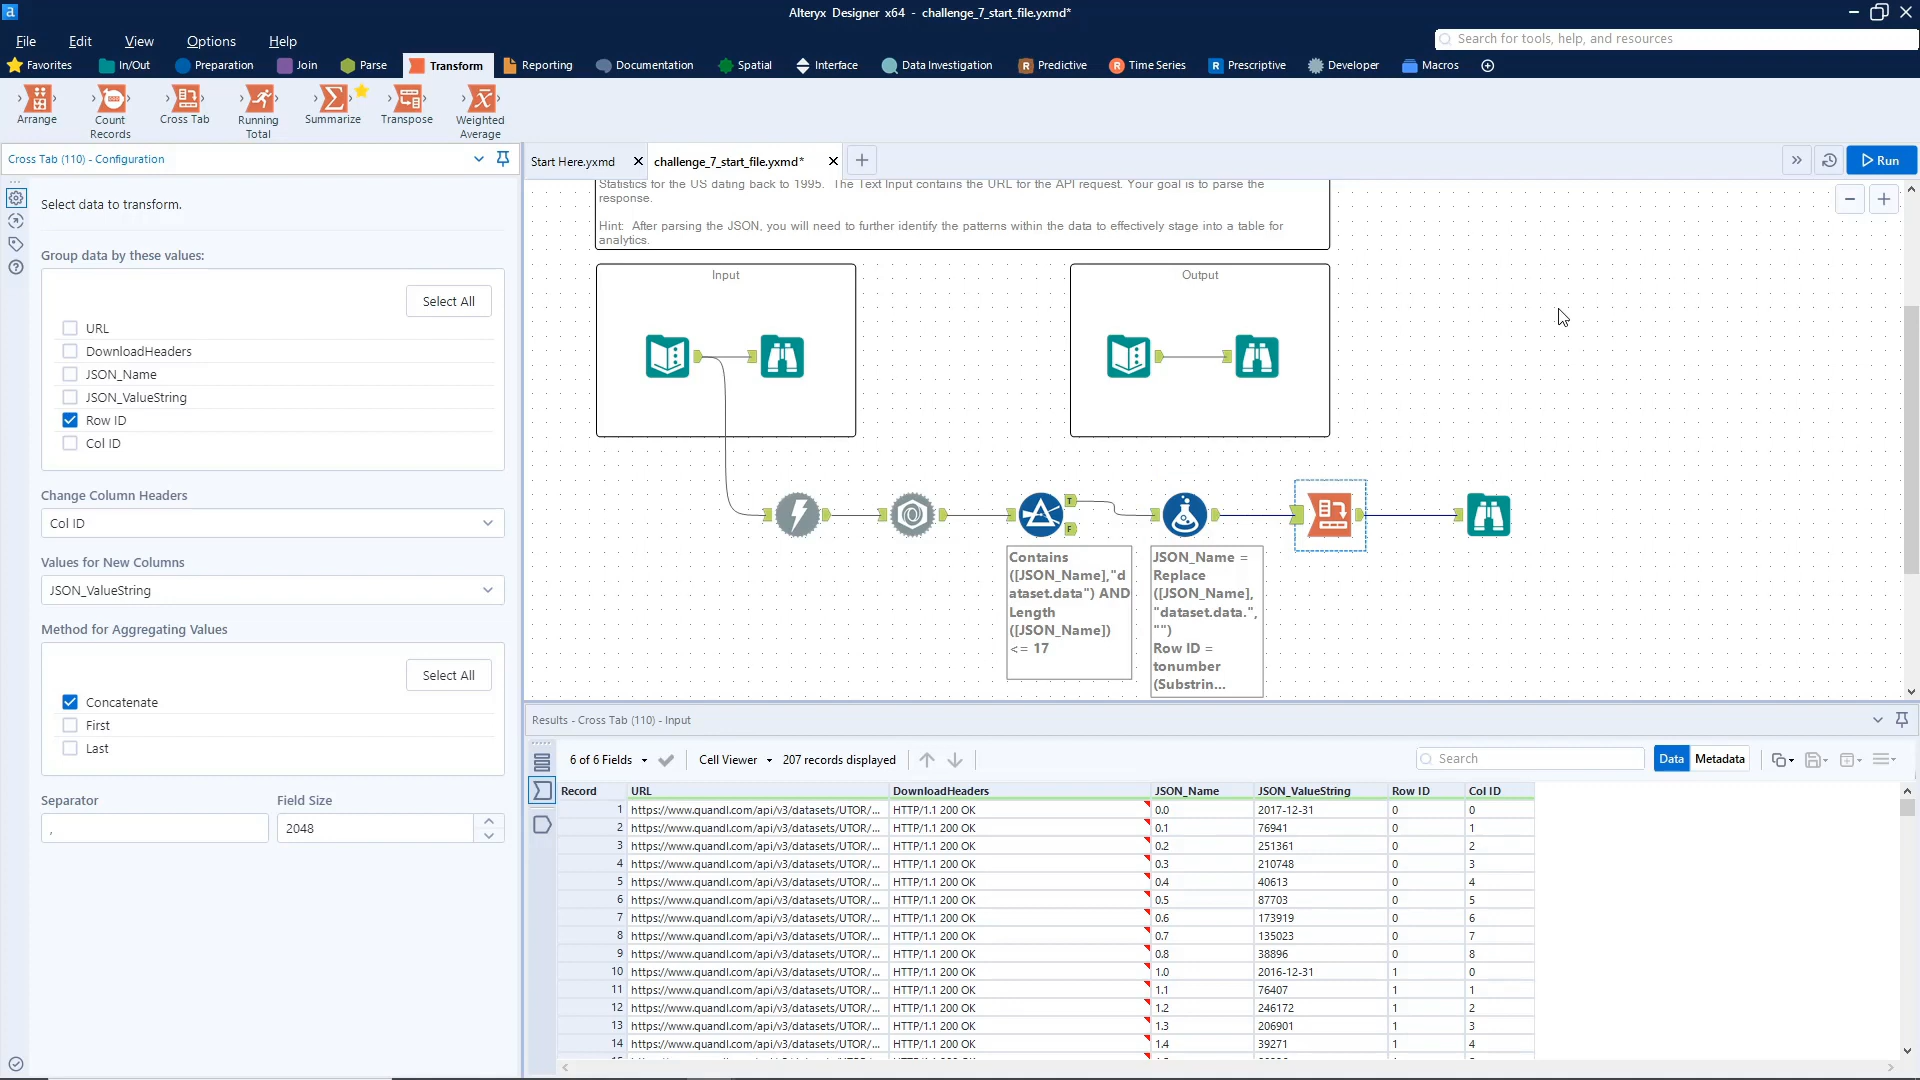 Alteryx Designer x64 - challenge_7_start_file.yxmd*
File Edit View Options Help
Search for tools, help, and resources
Favorites In/Out Preparation Join Parse Transform Reporting Documentation Spatial Interface Data Investigation Predictive Time Series Prescriptive Developer Macros
Arrange
Count Records
Cross Tab
Running Total
Summarize
Transpose
Weighted Average
Cross Tab (110) - Configuration
Start Here.yxmd
challenge_7_start_file.yxmd*
Run
Select data to transform.
Group data by these values:
Select All
URL
DownloadHeaders
JSON_Name
JSON_ValueString
Row ID
Col ID
Change Column Headers
Col ID
Values for New Columns
JSON_ValueString
Method for Aggregating Values
Select All
Concatenate
First
Last
Separator
Field Size
,
2048
Statistics for the US dating back to 1995. The Text Input contains the URL for the API request. Your goal is to parse the
response.
Hint: After parsing the JSON, you will need to further identify the patterns within the data to effectively stage into a table for
analytics.
Input
Output
T
F
Contains
([JSON_Name],"d
ataset.data") AND
Length
([JSON_Name])
<= 17
JSON_Name =
Replace
([JSON_Name],
"dataset.data.",
"")
Row ID =
tonumber
(Substrin...
Results - Cross Tab (110) - Input
6 of 6 Fields Cell Viewer 207 records displayed Search Data Metadata
Record URL DownloadHeaders JSON_Name JSON_ValueString Row ID Col ID
1 https://www.quandl.com/api/v3/datasets/UTOR/... HTTP/1.1 200 OK 0.0 2017-12-31 0 0
2 https://www.quandl.com/api/v3/datasets/UTOR/... HTTP/1.1 200 OK 0.1 76941 0 1
3 https://www.quandl.com/api/v3/datasets/UTOR/... HTTP/1.1 200 OK 0.2 251361 0 2
4 https://www.quandl.com/api/v3/datasets/UTOR/... HTTP/1.1 200 OK 0.3 210748 0 3
5 https://www.quandl.com/api/v3/datasets/UTOR/... HTTP/1.1 200 OK 0.4 40613 0 4
6 https://www.quandl.com/api/v3/datasets/UTOR/... HTTP/1.1 200 OK 0.5 87703 0 5
7 https://www.quandl.com/api/v3/datasets/UTOR/... HTTP/1.1 200 OK 0.6 173919 0 6
8 https://www.quandl.com/api/v3/datasets/UTOR/... HTTP/1.1 200 OK 0.7 135023 0 7
9 https://www.quandl.com/api/v3/datasets/UTOR/... HTTP/1.1 200 OK 0.8 38896 0 8
10 https://www.quandl.com/api/v3/datasets/UTOR/... HTTP/1.1 200 OK 1.0 2016-12-31 1 0
11 https://www.quandl.com/api/v3/datasets/UTOR/... HTTP/1.1 200 OK 1.1 76407 1 1
12 https://www.quandl.com/api/v3/datasets/UTOR/... HTTP/1.1 200 OK 1.2 246172 1 2
13 https://www.quandl.com/api/v3/datasets/UTOR/... HTTP/1.1 200 OK 1.3 206901 1 3
14 https://www.quandl.com/api/v3/datasets/UTOR/... HTTP/1.1 200 OK 1.4 39271 1 4